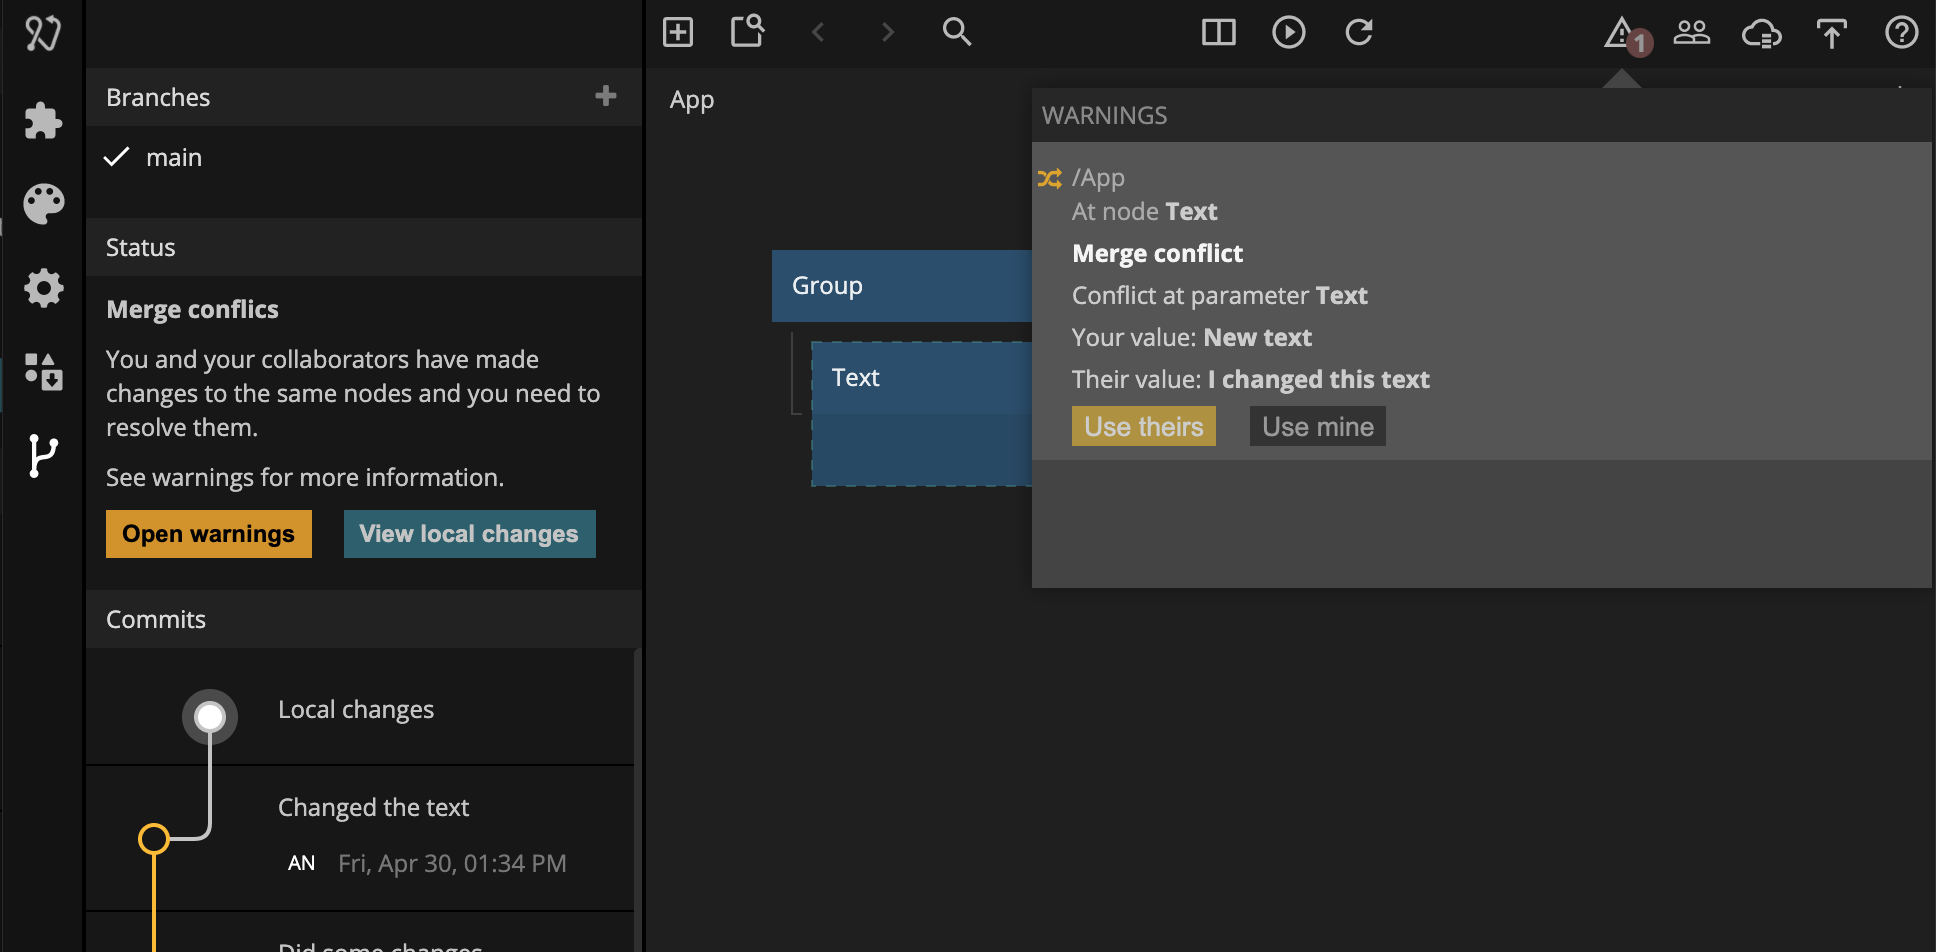 Branches
main
Status
Merge conflics
You and your collaborators have made
changes to the same nodes and you need to
resolve them.
See warnings for more information.
Open warnings
View local changes
Commits
Local changes
Changed the text
AN Fri, Apr 30, 01:34 PM
Did some changes
1
App
Group
Text
WARNINGS
/App
At node Text
Merge conflict
Conflict at parameter Text
Your value: New text
Their value: I changed this text
Use theirs
Use mine